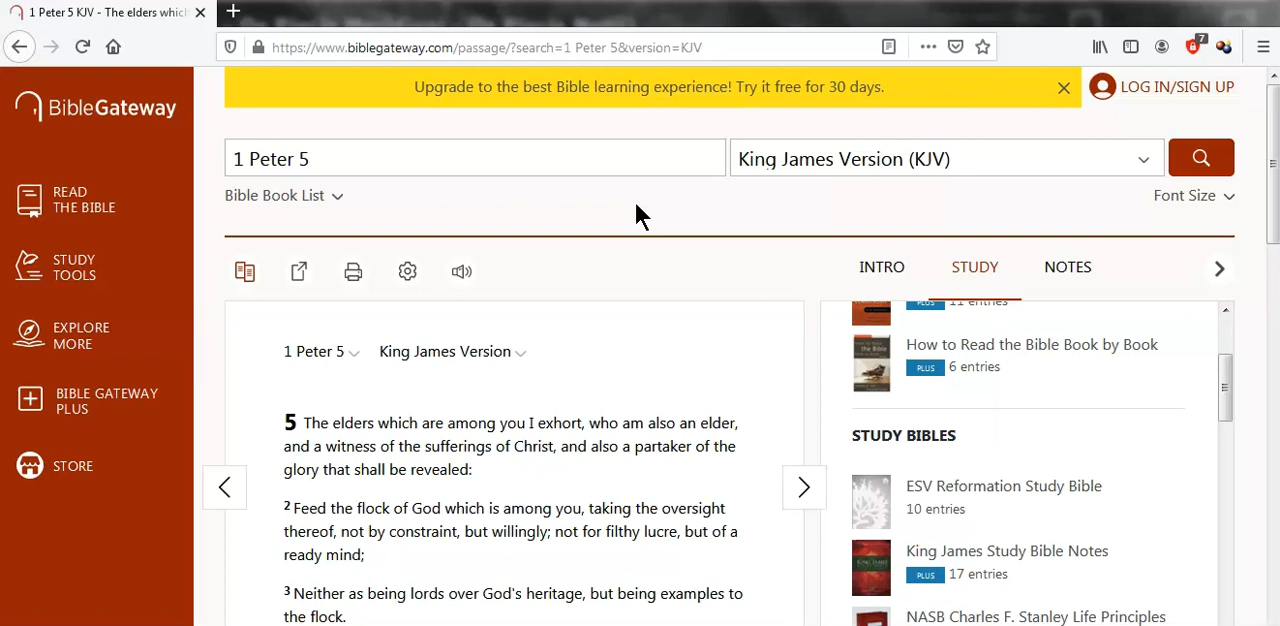 1 Peter 5 KJV - The elders which
https://www.biblegateway.com/passage/?search=1 Peter 5&version=KJV
7
BibleGateway
Upgrade to the best Bible learning experience! Try it free for 30 days.
LOG IN/SIGN UP
1 Peter 5
King James Version (KJV)
Bible Book List
Font Size
READ
THE BIBLE
STUDY
TOOLS
EXPLORE
MORE
BIBLE GATEWAY
PLUS
STORE
INTRO
STUDY
NOTES
1 Peter 5
King James Version
5 The elders which are among you I exhort, who am also an elder,
and a witness of the sufferings of Christ, and also a partaker of the
glory that shall be revealed:
2 Feed the flock of God which is among you, taking the oversight
thereof, not by constraint, but willingly; not for filthy lucre, but of a
ready mind;
3 Neither as being lords over God's heritage, but being examples to
the flock.
PLUS
11 entries
How to Read the Bible Book by Book
PLUS
6 entries
STUDY BIBLES
ESV Reformation Study Bible
10 entries
King James Study Bible Notes
PLUS
17 entries
NASB Charles F. Stanley Life Principles